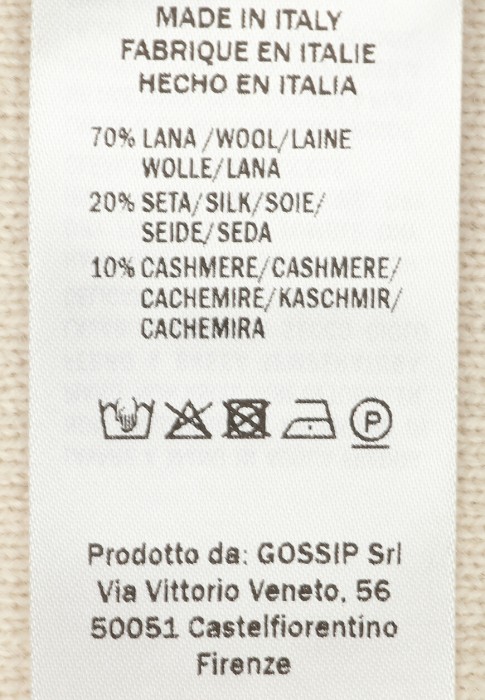 MADE IN ITALY
FABRIQUE EN ITALIE
HECHO EN ITALIA
70% LANA/WOOL/LAINE
WOLLE/LANA
20% SETA/SILK/SOIE/
SEIDE/SEDA
10% CASHMERE/CASHMERE/
CACHEMIRE/KASCHMIR/
CACHEMIRA
P
Prodotto da: GOSSIP Srl
Via Vittorio Veneto, 56
50051 Castelfiorentino
Firenze